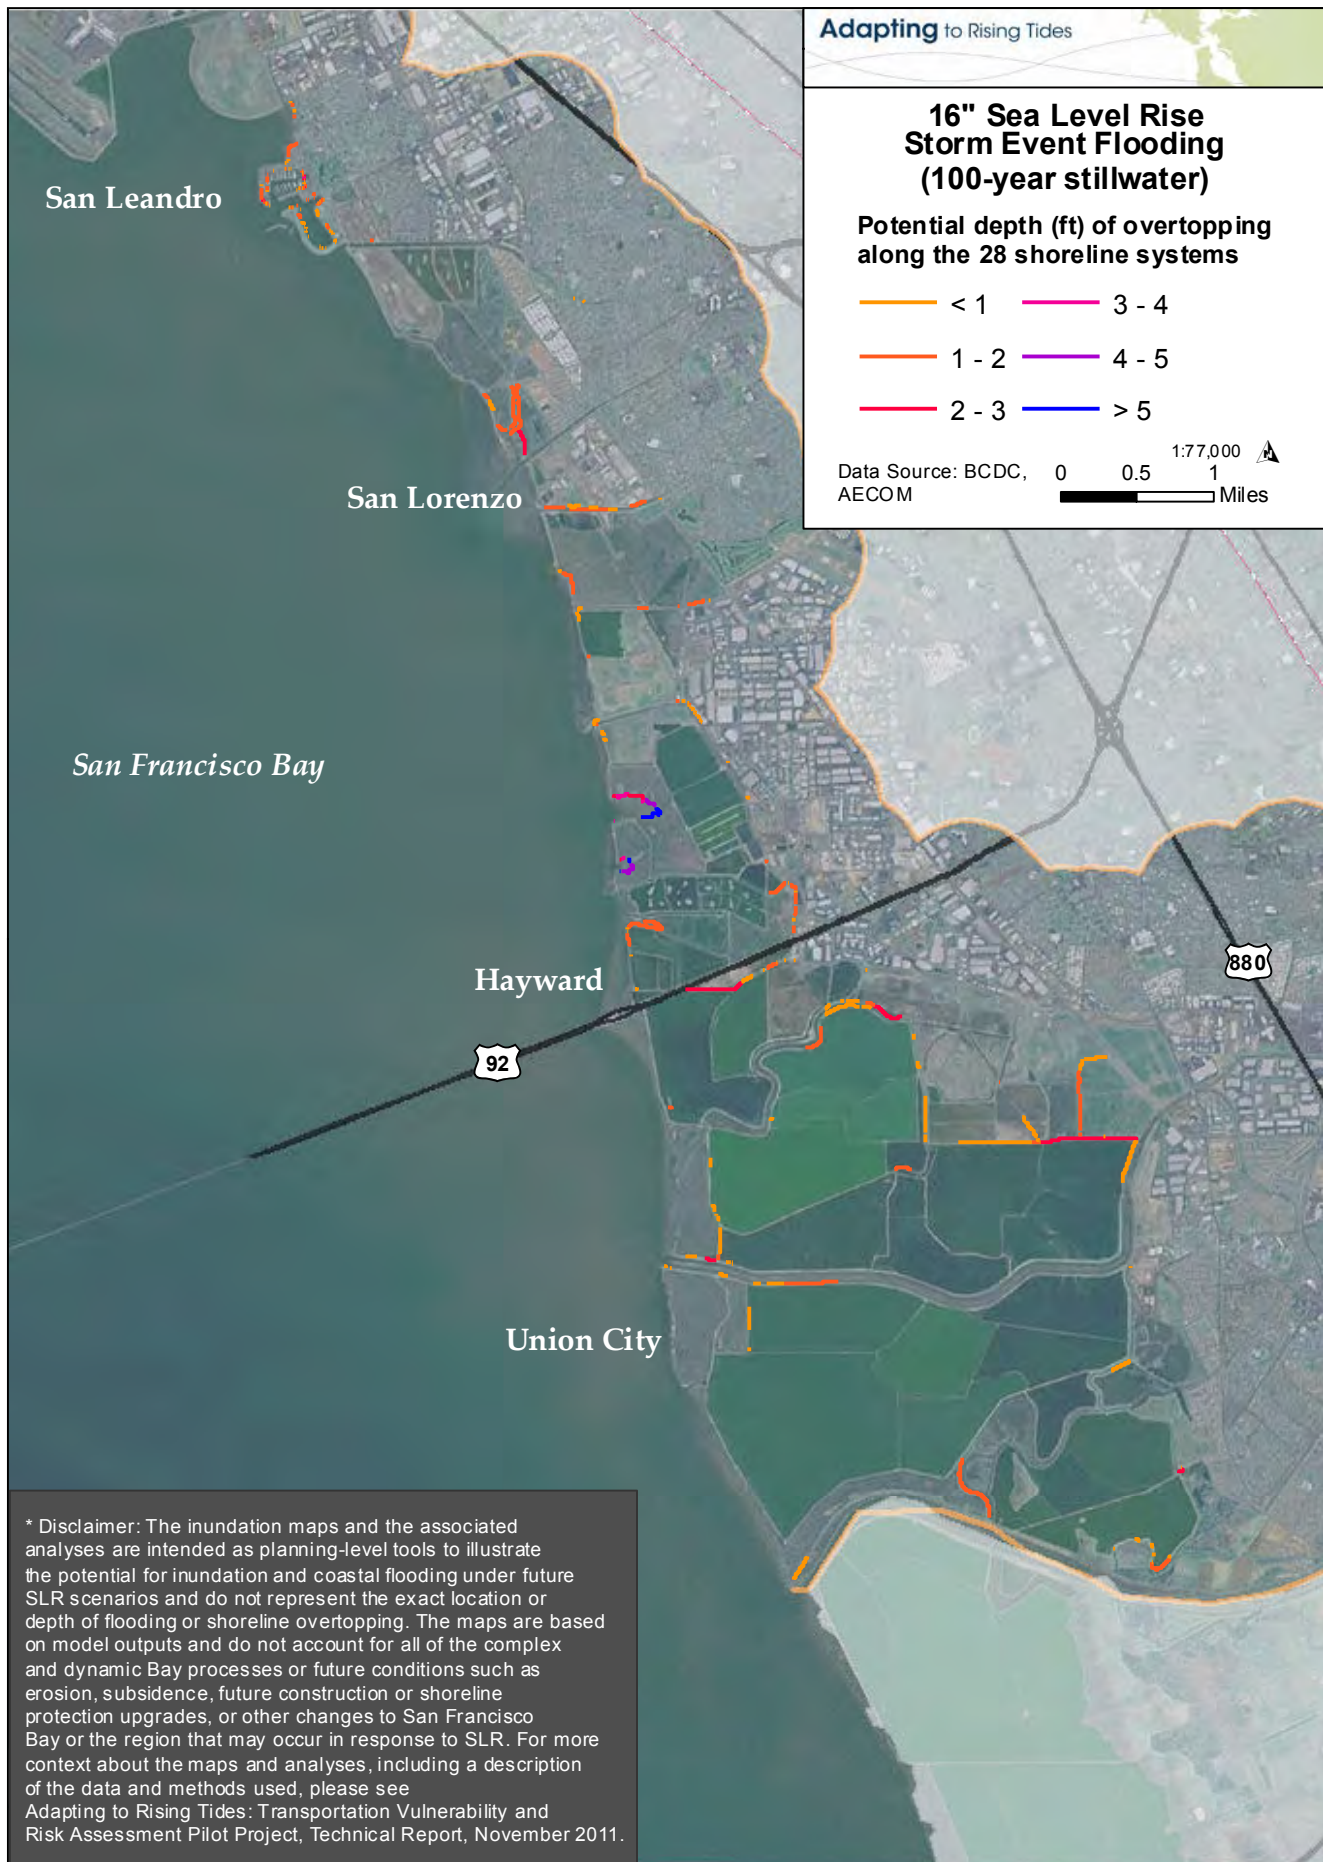 Adapting to Rising Tides
16" Sea Level Rise
Storm Event Flooding
(100-year stillwater)
Potential depth (ft) of overtopping
along the 28 shoreline systems
< 1
3 - 4
1 - 2
4 - 5
2 - 3
> 5
1:77,000
N
Data Source: BCDC,
AECOM
0 0.5 1
Miles
San Leandro
San Lorenzo
San Francisco Bay
Hayward
880
92
Union City
* Disclaimer: The inundation maps and the associated
analyses are intended as planning-level tools to illustrate
the potential for inundation and coastal flooding under future
SLR scenarios and do not represent the exact location or
depth of flooding or shoreline overtopping. The maps are based
on model outputs and do not account for all of the complex
and dynamic Bay processes or future conditions such as
erosion, subsidence, future construction or shoreline
protection upgrades, or other changes to San Francisco
Bay or the region that may occur in response to SLR. For more
context about the maps and analyses, including a description
of the data and methods used, please see
Adapting to Rising Tides: Transportation Vulnerability and
Risk Assessment Pilot Project, Technical Report, November 2011.